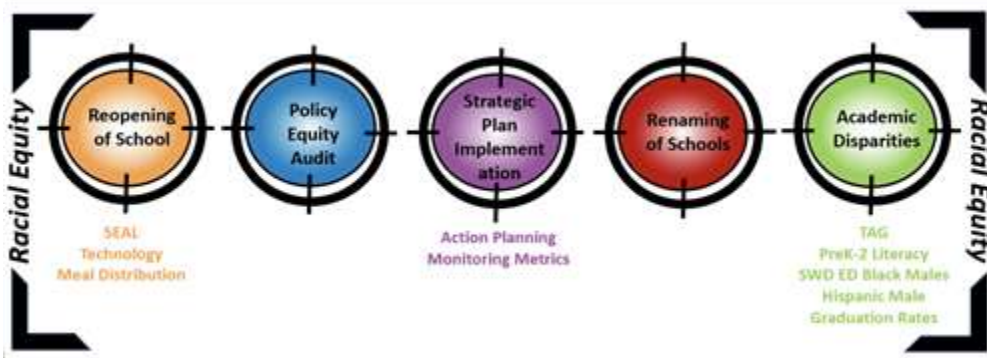 Racial Equity
Reopening
of School
SEAL
Technology
Meal Distribution
Policy
Equity
Audit
Strategic
Plan
Implement
ation
Action Planning
Monitoring Metrics
Renaming
of Schools
Academic
Disparities
TAG
PreK-2 Literacy
SWD ED Black Males
Hispanic Male
Graduation Rates
Racial Equity